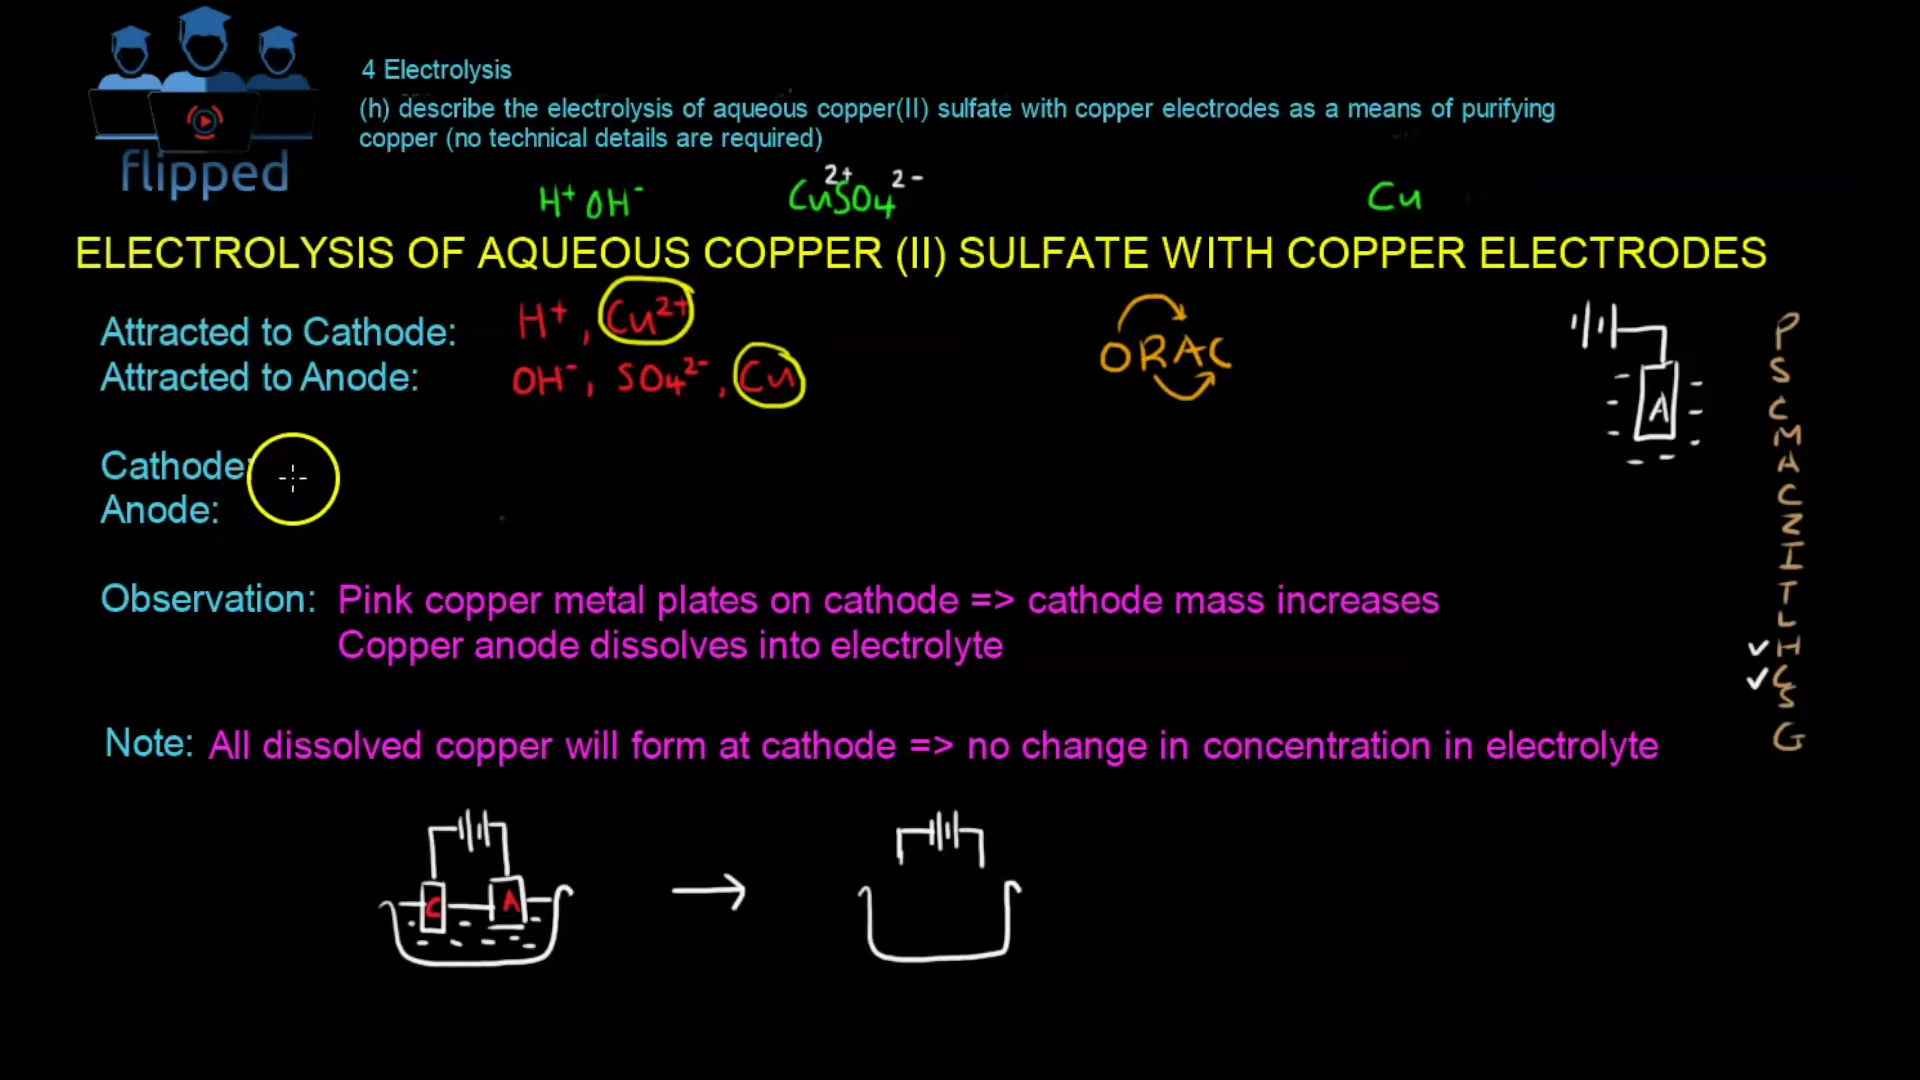 flipped
4 Electrolysis
(h) describe the electrolysis of aqueous copper(II) sulfate with copper electrodes as a means of purifying
copper (no technical details are required)
H⁺ OH⁻ Cu²⁺SO₄²⁻ Cu
ELECTROLYSIS OF AQUEOUS COPPER (II) SULFATE WITH COPPER ELECTRODES
Attracted to Cathode: H⁺, Cu²⁺
Attracted to Anode: OH⁻, SO₄²⁻, Cu
ORAC
A
Cathode:
Anode:
Observation: Pink copper metal plates on cathode => cathode mass increases
Copper anode dissolves into electrolyte
Note: All dissolved copper will form at cathode => no change in concentration in electrolyte
C A
P
S
C
M
A
C
Z
I
T
L
H
C
S
G